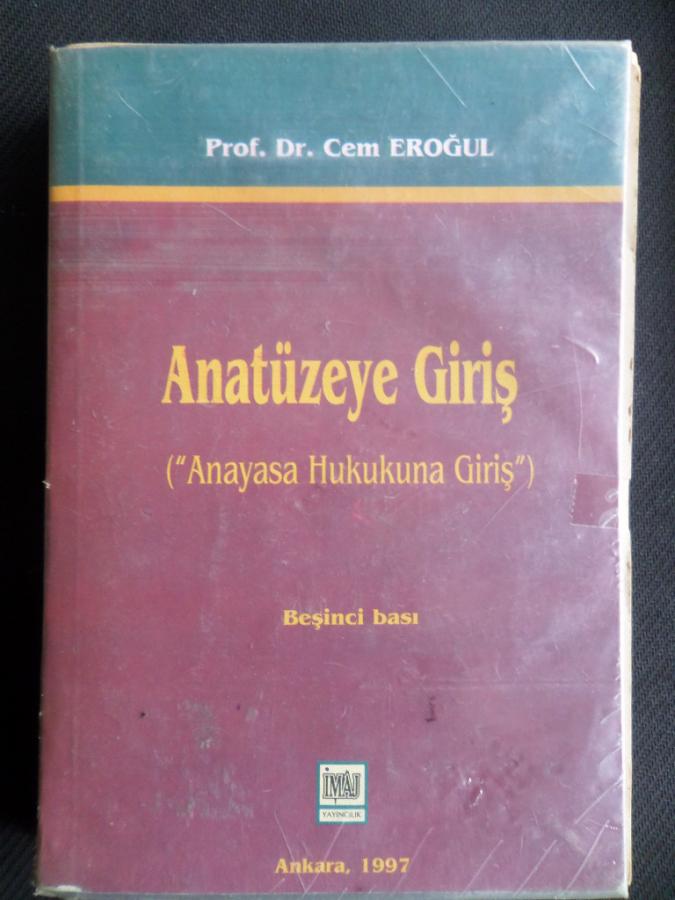 Prof. Dr. Cem EROĞUL
Anatüzeye Giriş
("Anayasa Hukukuna Giriş")
Beşinci bası
İMAJ
YAYINCILIK
Ankara, 1997